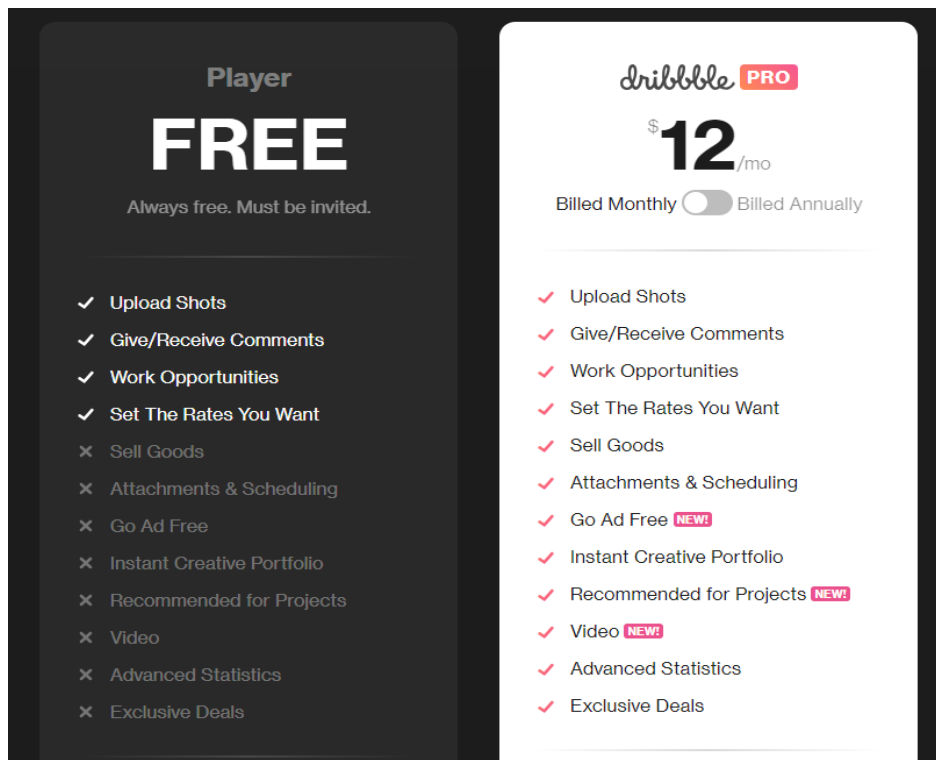 Player
FREE
Always free. Must be invited.
Upload Shots
Give/Receive Comments
Work Opportunities
Set The Rates You Want
Sell Goods
Attachments & Scheduling
Go Ad Free
Instant Creative Portfolio
Recommended for Projects
Video
Advanced Statistics
Exclusive Deals
dribbble PRO
$12/mo
Billed Monthly Billed Annually
Upload Shots
Give/Receive Comments
Work Opportunities
Set The Rates You Want
Sell Goods
Attachments & Scheduling
Go Ad Free NEW!
Instant Creative Portfolio
Recommended for Projects NEW!
Video NEW!
Advanced Statistics
Exclusive Deals